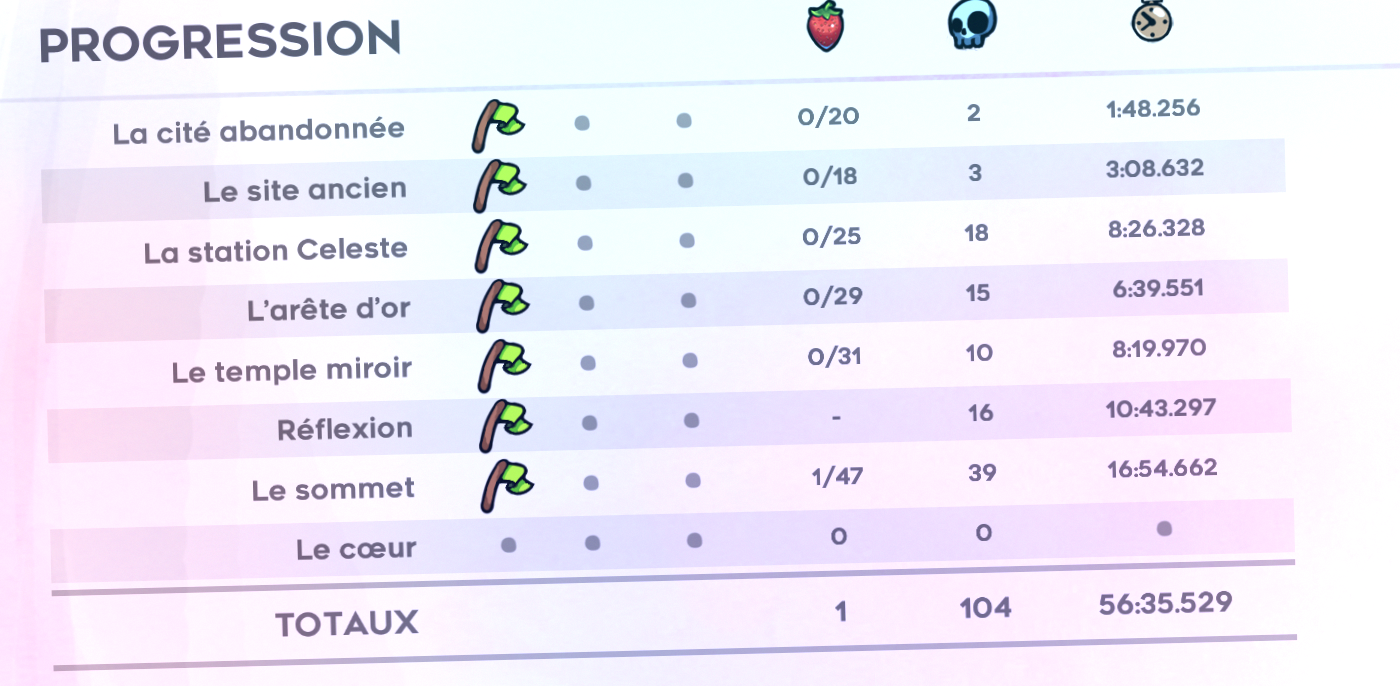 PROGRESSION
La cité abandonnée 0/20 2 1:48.256
Le site ancien 0/18 3 3:08.632
La station Celeste 0/25 18 8:26.328
L'arête d'or 0/29 15 6:39.551
Le temple miroir 0/31 10 8:19.970
Réflexion - 16 10:43.297
Le sommet 1/47 39 16:54.662
Le cœur 0 0
TOTAUX 1 104 56:35.529